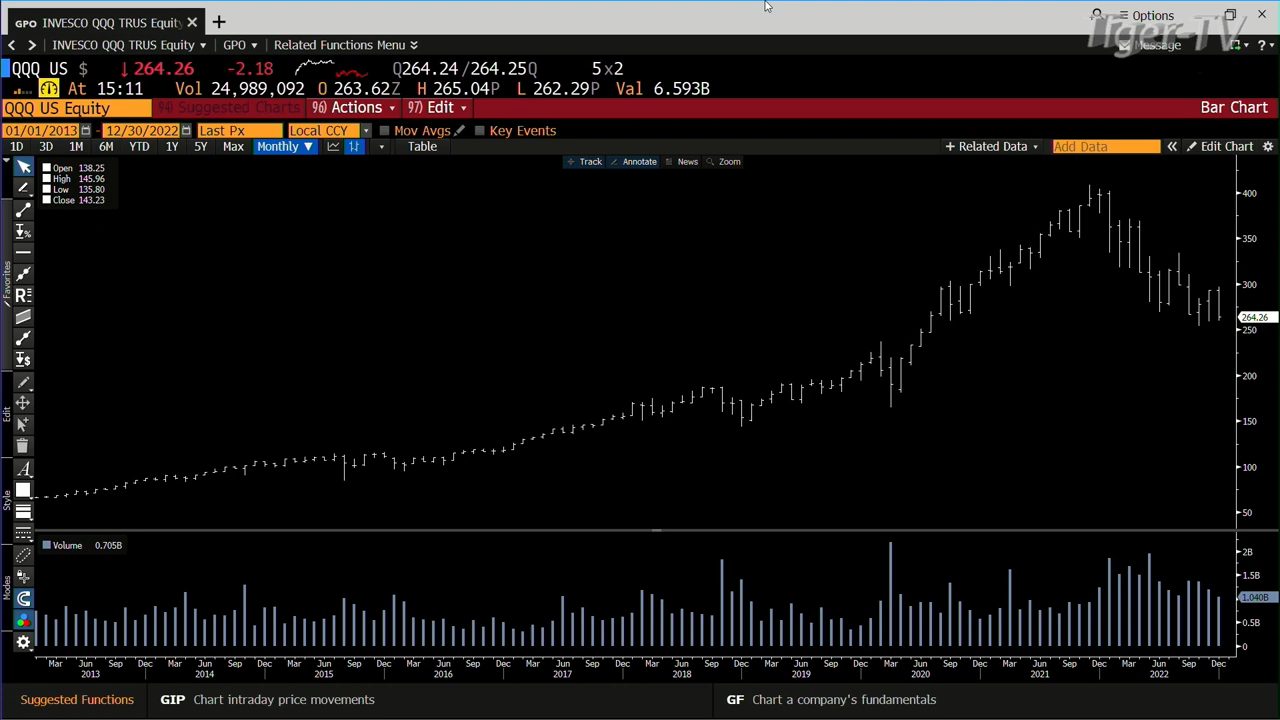 GPO INVESCO QQQ TRUS Equity × +
Options
Tiger-TV
INVESCO QQQ TRUS Equity GPO Related Functions Menu
Message ?
QQQ US $ ↓264.26 -2.18 Q264.24/264.25Q 5x2
At 15:11 Vol 24,989,092 O 263.62Z H 265.04P L 262.29P Val 6.593B
QQQ US Equity 94) Suggested Charts 96) Actions 97) Edit Bar Chart
01/01/2013 - 12/30/2022 Last Px Local CCY Mov Avgs Key Events
1D 3D 1M 6M YTD 1Y 5Y Max Monthly ▼ Table + Related Data Add Data « Edit Chart
Track Annotate News Zoom
Open 138.25
High 145.96
Low 135.80
Close 143.23
400
350
300
264.26
250
200
150
100
50
Favorites
Edit
Style
Modes
Volume 0.705B
2B
1.5B
1.040B
0.5B
0
Mar Jun Sep Dec Mar Jun Sep Dec Mar Jun Sep Dec Mar Jun Sep Dec Mar Jun Sep Dec Mar Jun Sep Dec Mar Jun Sep Dec Mar Jun Sep Dec Mar Jun Sep Dec Mar Jun Sep Dec
2013 2014 2015 2016 2017 2018 2019 2020 2021 2022
Suggested Functions GIP Chart intraday price movements GF Chart a company's fundamentals